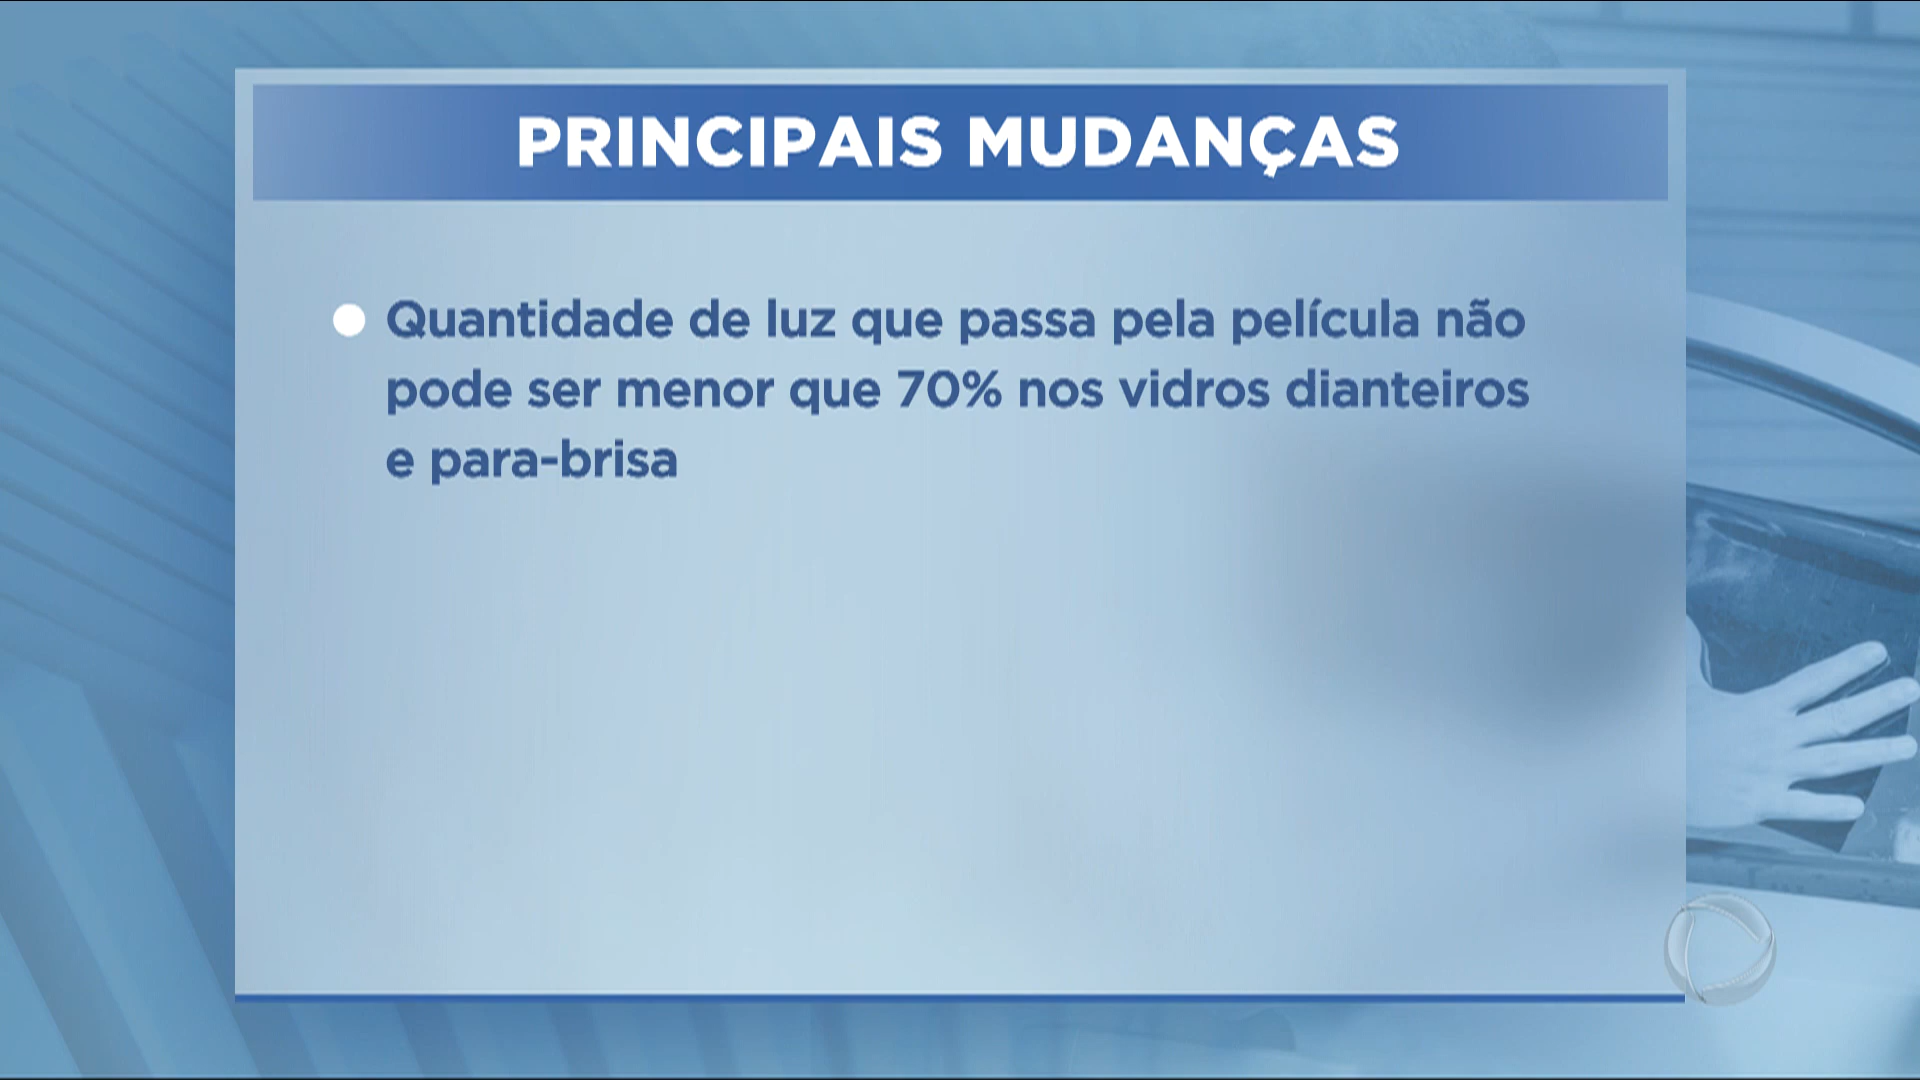 PRINCIPAIS MUDANÇAS
Quantidade de luz que passa pela película não
pode ser menor que 70% nos vidros dianteiros
e para-brisa